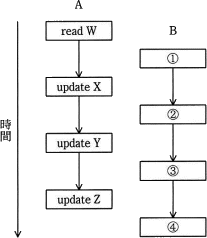 A
B
read W
①
update X
②
update Y
③
update Z
④
時間